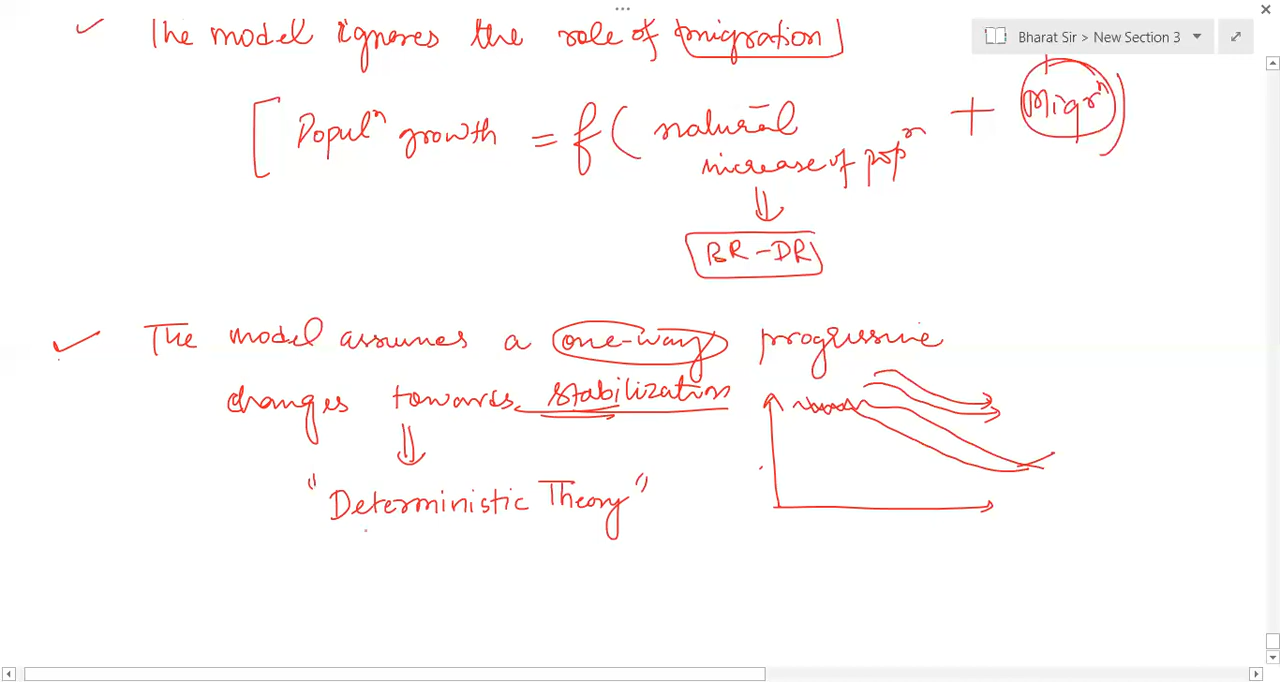 The model ignores the role of migration
Bharat Sir > New Section 3
[ Populⁿ growth = f ( natural increase of popⁿ + Migrⁿ )
BR - DR
The model assumes a one-way progressive
changes towards stabilization
"Deterministic Theory"